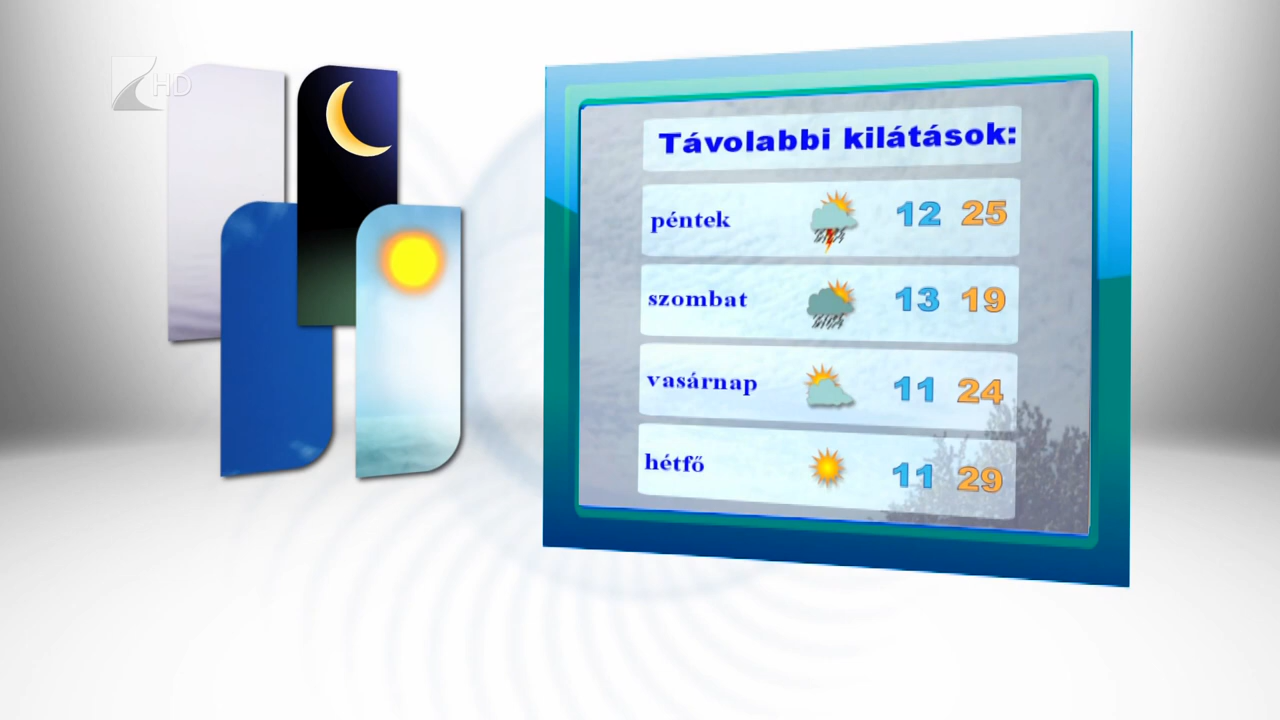 HD
Távolabbi kilátások:
péntek 12 25
szombat 13 19
vasárnap 11 24
hétfő 11 29